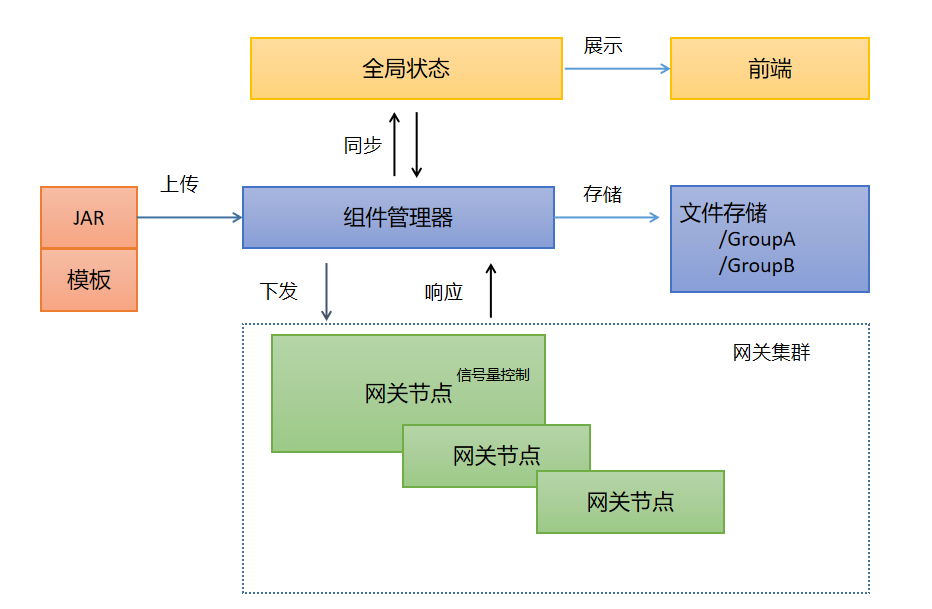 全局状态
展示
前端
同步
JAR
上传
组件管理器
存储
文件存储
/GroupA
/GroupB
模板
下发
响应
网关集群
网关节点
信号量控制
网关节点
网关节点